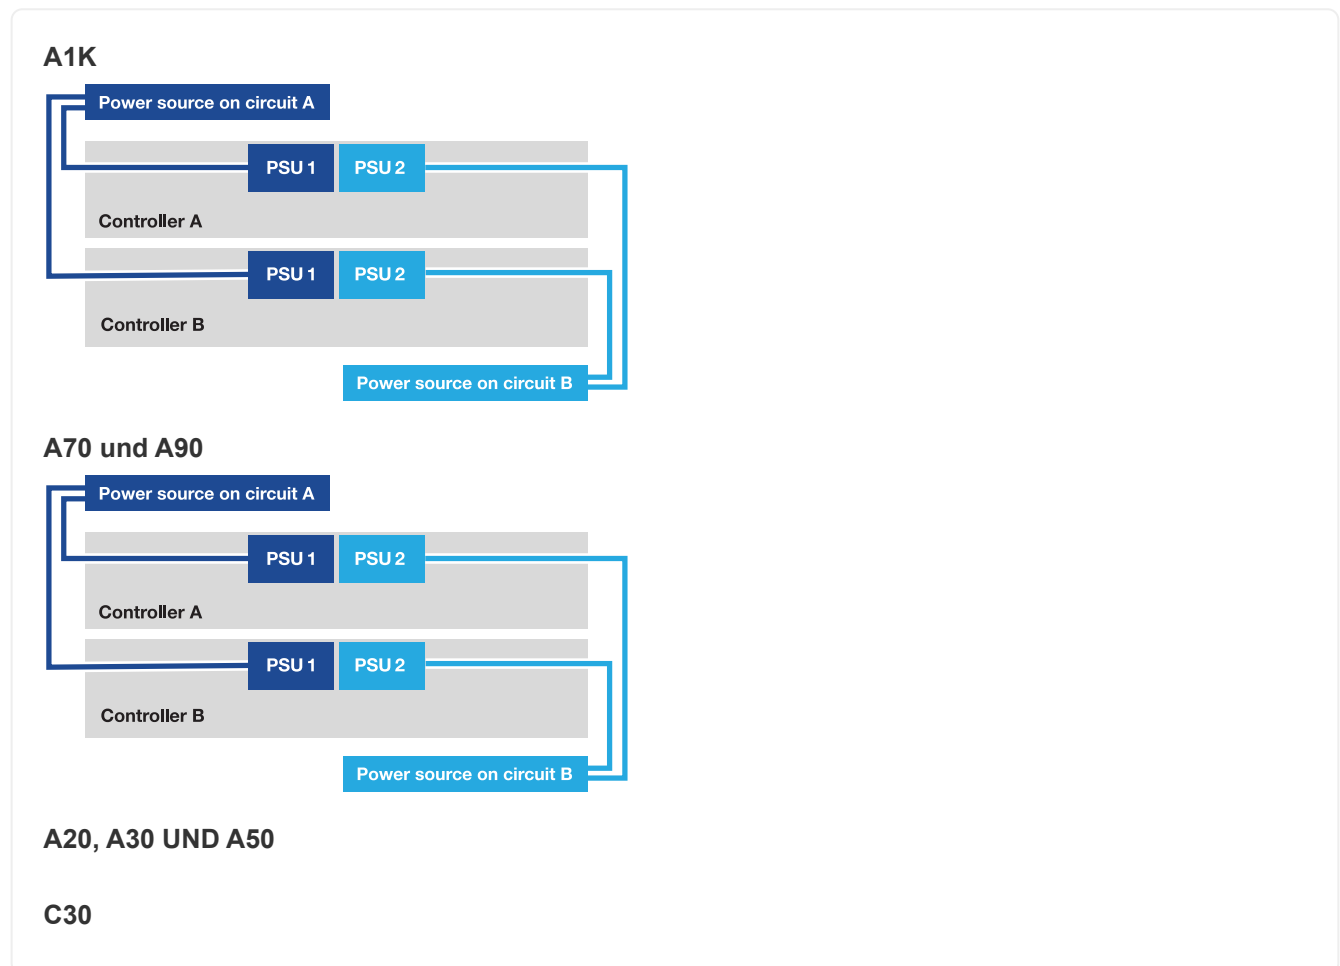 A1K
Power source on circuit A
PSU 1 PSU 2
Controller A
PSU 1 PSU 2
Controller B
Power source on circuit B
A70 und A90
Power source on circuit A
PSU 1 PSU 2
Controller A
PSU 1 PSU 2
Controller B
Power source on circuit B
A20, A30 UND A50
C30